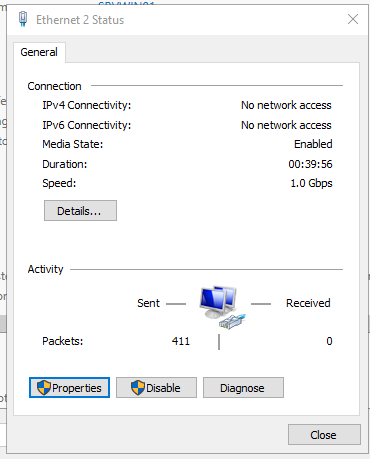 Ethernet 2 Status
General
Connection
IPv4 Connectivity: No network access
IPv6 Connectivity: No network access
Media State: Enabled
Duration: 00:39:56
Speed: 1.0 Gbps
Details...
Activity
Sent Received
Packets: 411 0
Properties Disable Diagnose
Close